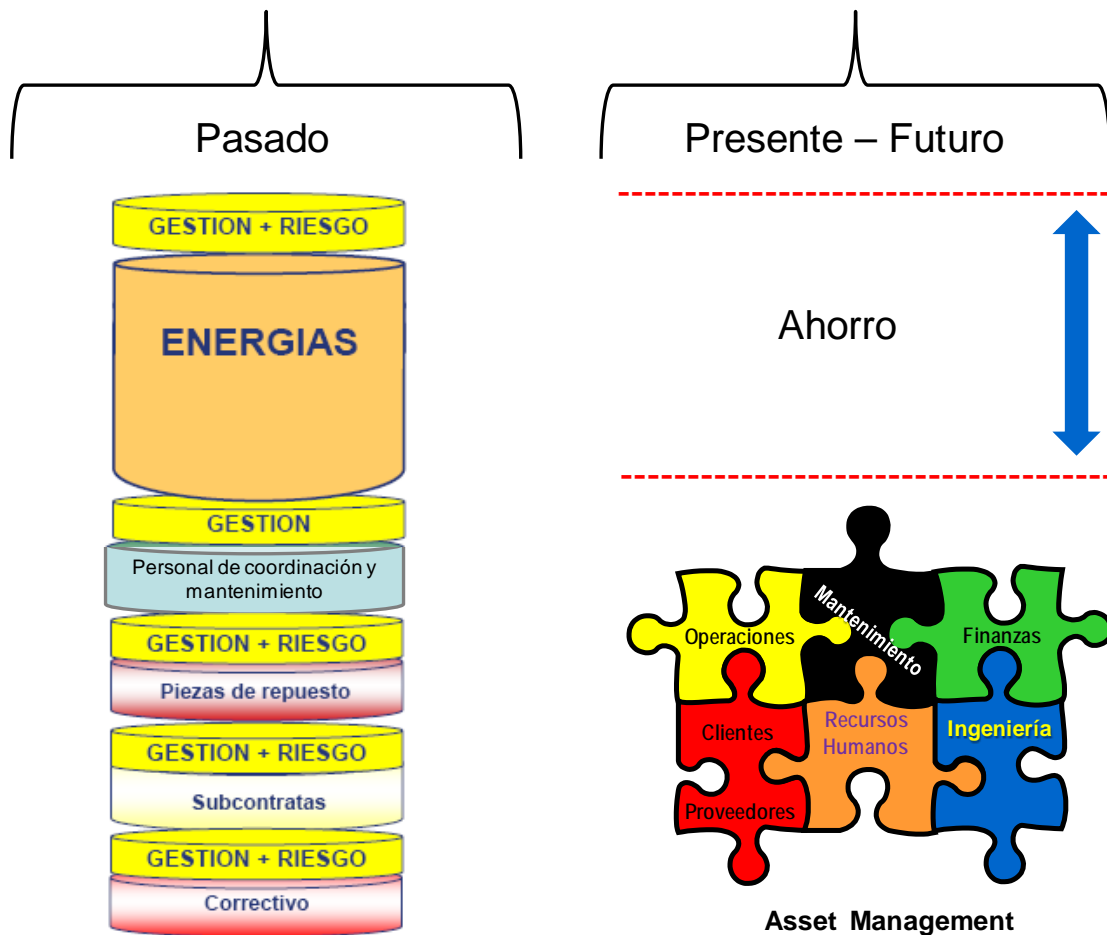 Pasado
GESTION + RIESGO
ENERGIAS
GESTION
Personal de coordinación y
mantenimiento
GESTION + RIESGO
Piezas de repuesto
GESTION + RIESGO
Subcontratas
GESTION + RIESGO
Correctivo
Presente – Futuro
Ahorro
Operaciones
Mantenimiento
Finanzas
Clientes
Recursos
Humanos
Ingeniería
Proveedores
Asset Management